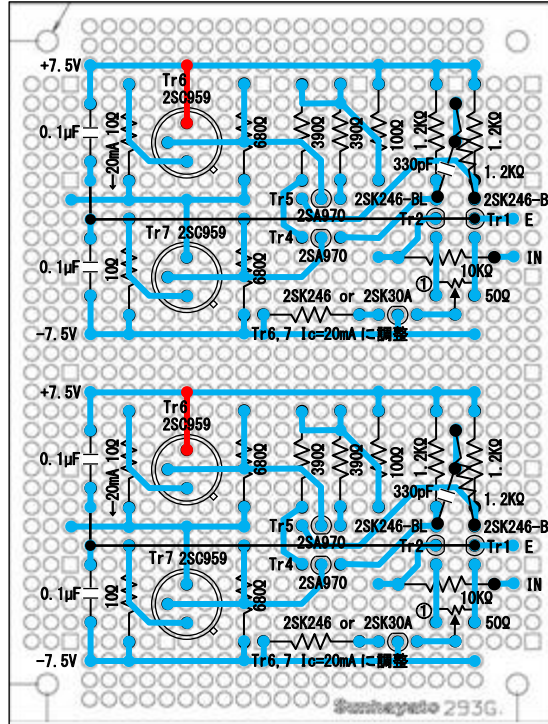 +7.5V
Tr6
2SC959
0.1μF
10Ω
←20mA
680Ω
390Ω
390Ω
100Ω
1.2KΩ
1.2KΩ
330pF
Tr5
2SA970
2SK246-BL
2SK246-B
Tr7 2SC959
Tr4
2SA970
Tr2
Tr1
E
0.1μF
10Ω
680Ω
IN
10KΩ
①
50Ω
2SK246 or 2SK30A
-7.5V
Tr6,7 Ic=20mAに調整
+7.5V
Tr6
2SC959
0.1μF
10Ω
←20mA
680Ω
390Ω
390Ω
100Ω
1.2KΩ
1.2KΩ
330pF
Tr5
2SA970
2SK246-BL
2SK246-B
Tr7 2SC959
Tr4
2SA970
Tr2
Tr1
E
0.1μF
10Ω
680Ω
IN
10KΩ
①
50Ω
2SK246 or 2SK30A
-7.5V
Tr6,7 Ic=20mAに調整
Sunhayato 293G.